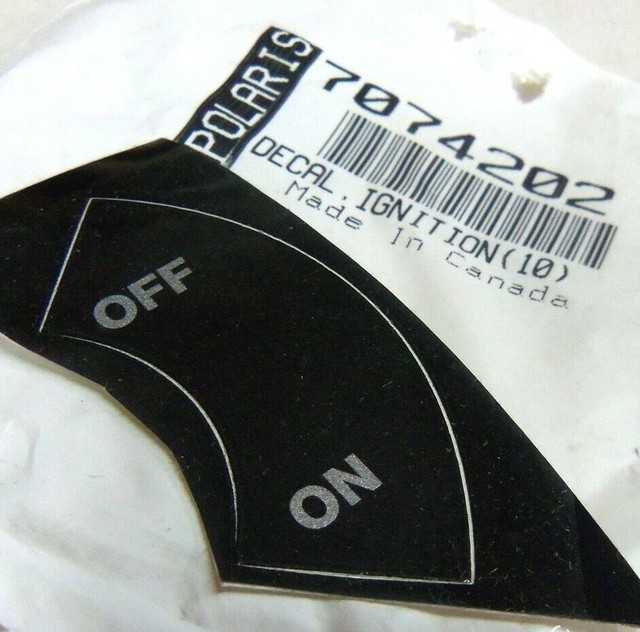 POLARIS
7074202
DECAL, IGNITION(10)
Made In Canada
OFF
ON